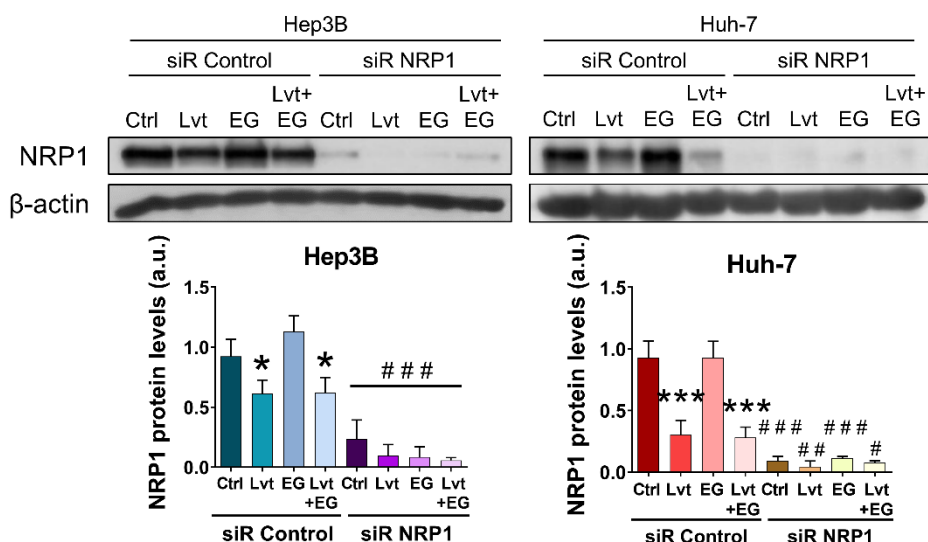 Hep3B
siR Control siR NRP1
Ctrl Lvt EG Lvt+ EG Ctrl Lvt EG Lvt+ EG
NRP1
β-actin
Huh-7
siR Control siR NRP1
Ctrl Lvt EG Lvt+ EG Ctrl Lvt EG Lvt+ EG
Hep3B
NRP1 protein levels (a.u.)
1.5
1.0
0.5
0.0
* * ###
Ctrl Lvt EG Lvt +EG Ctrl Lvt EG Lvt +EG
siR Control siR NRP1
Huh-7
NRP1 protein levels (a.u.)
1.5
1.0
0.5
0.0
*** *** ### ## ### #
Ctrl Lvt EG Lvt +EG Ctrl Lvt EG Lvt +EG
siR Control siR NRP1